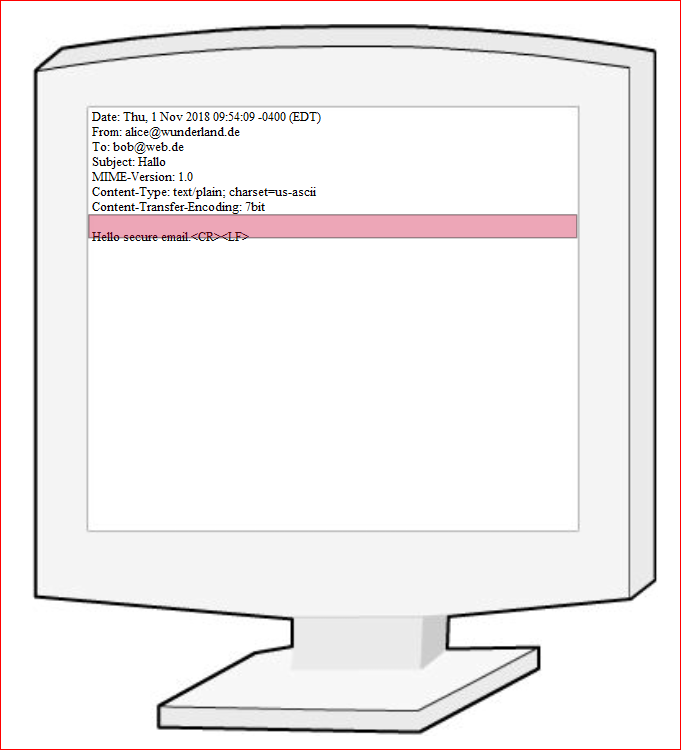 Date: Thu, 1 Nov 2018 09:54:09 -0400 (EDT)
From: alice@wunderland.de
To: bob@web.de
Subject: Hallo
MIME-Version: 1.0
Content-Type: text/plain; charset=us-ascii
Content-Transfer-Encoding: 7bit
Hello secure email.<CR><LF>